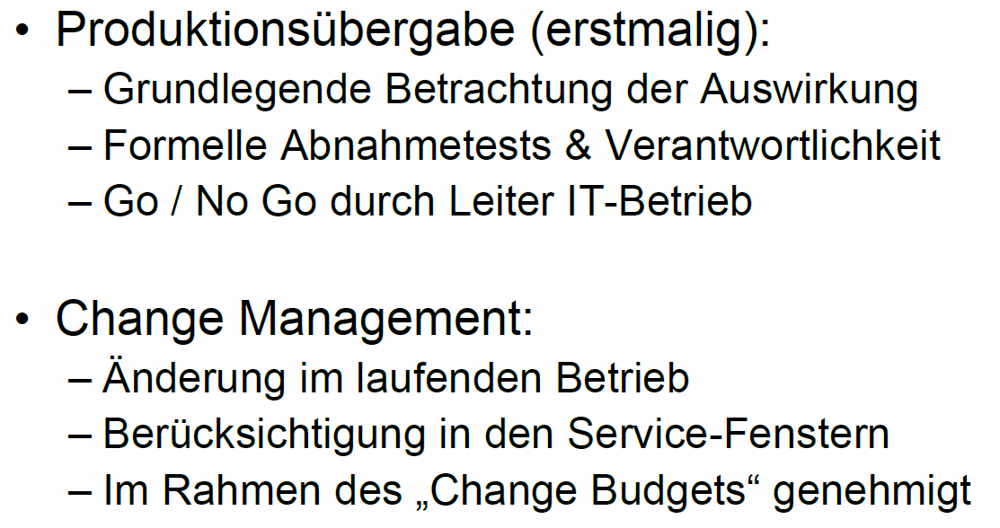 • Produktionsübergabe (erstmalig):
– Grundlegende Betrachtung der Auswirkung
– Formelle Abnahmetests & Verantwortlichkeit
– Go / No Go durch Leiter IT-Betrieb
• Change Management:
– Änderung im laufenden Betrieb
– Berücksichtigung in den Service-Fenstern
– Im Rahmen des „Change Budgets“ genehmigt